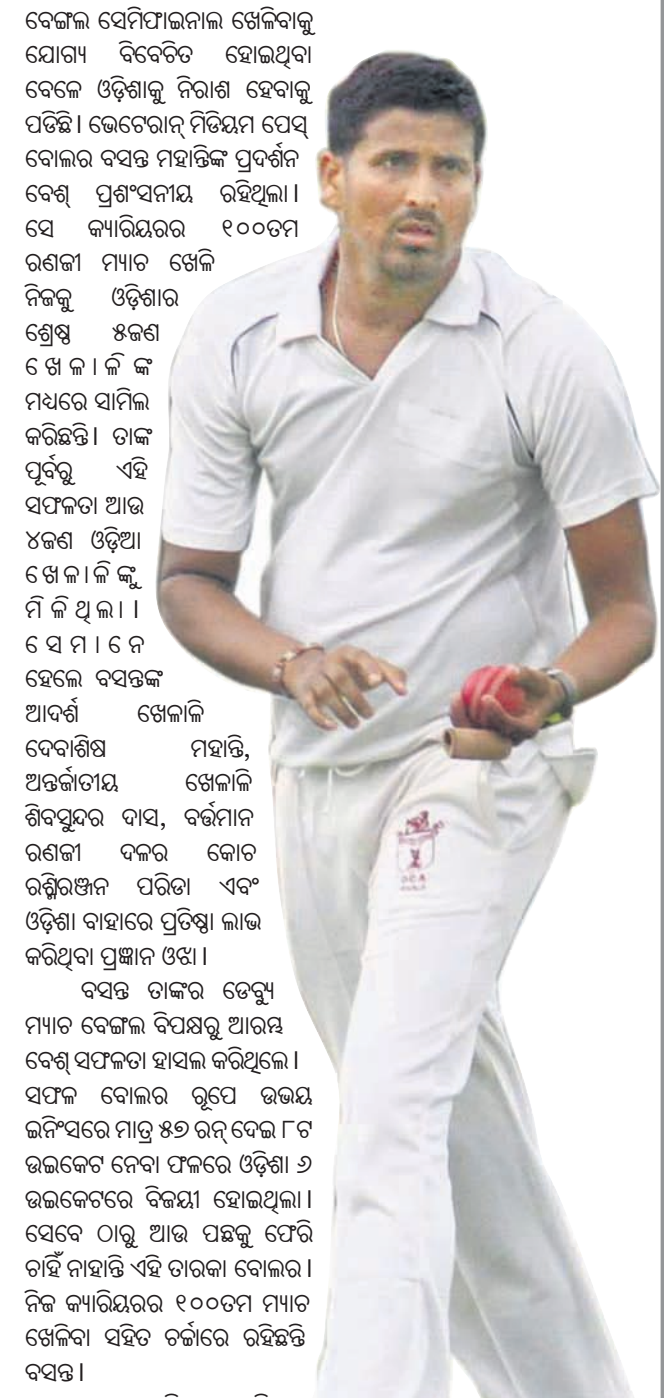 ବେଙ୍ଗଲ ସେମିଫାଇନାଲ ଖେଳିବାକୁ
ଯୋଗ୍ୟ ବିବେଚିତ ହୋଇଥିବା
ବେଳେ ଓଡ଼ିଶାକୁ ନିରାଶ ହେବାକୁ
ପଡିଛି। ଭେଟେରାନ୍ ମିଡିୟମ ପେସ୍
ବୋଲର ବସନ୍ତ ମହାନ୍ତିଙ୍କ ପ୍ରଦର୍ଶନ
ବେଶ୍ ପ୍ରଶଂସନୀୟ ରହିଥିଲା।
ସେ କ୍ୟାରିୟରର ୧୦୦ତମ
ରଣଜୀ ମ୍ୟାଚ ଖେଳି
ନିଜକୁ ଓଡ଼ିଶାର
ଶ୍ରେଷ୍ଠ ୫ଜଣ
ଖେଳାଳିଙ୍କ
ମଧ୍ୟରେ ସାମିଲ
କରିଛନ୍ତି। ତାଙ୍କ
ପୂର୍ବରୁ ଏହି
ସଫଳତା ଆଉ
୪ଜଣ ଓଡ଼ିଆ
ଖେଳାଳିଙ୍କୁ
ମିଳିଥିଲା।
ସେମାନେ
ହେଲେ ବସନ୍ତଙ୍କ
ଆଦର୍ଶ ଖେଳାଳି
ଦେବାଶିଷ ମହାନ୍ତି,
ଅନ୍ତର୍ଜାତୀୟ ଖେଳାଳି
ଶିବସୁନ୍ଦର ଦାସ, ବର୍ତ୍ତମାନ
ରଣଜୀ ଦଳର କୋଚ
ରଶ୍ମିରଞ୍ଜନ ପରିଡା ଏବଂ
ଓଡ଼ିଶା ବାହାରେ ପ୍ରତିଷ୍ଠା ଲାଭ
କରିଥିବା ପ୍ରଜ୍ଞାନ ଓଝା।
ବସନ୍ତ ତାଙ୍କର ଡେବ୍ୟୁ
ମ୍ୟାଚ ବେଙ୍ଗଲ ବିପକ୍ଷରୁ ଆରମ୍ଭ
ବେଶ୍ ସଫଳତା ହାସଲ କରିଥିଲେ।
ସଫଳ ବୋଲର ରୂପେ ଉଭୟ
ଇନିଂସରେ ମାତ୍ର ୫୭ ରନ୍ ଦେଇ ୮ଟ
ଉଇକେଟ ନେବା ଫଳରେ ଓଡ଼ିଶା ୬
ଉଇକେଟରେ ବିଜୟୀ ହୋଇଥିଲା।
ସେବେ ଠାରୁ ଆଉ ପଛକୁ ଫେରି
ଚାହିଁ ନାହାନ୍ତି ଏହି ତାରକା ବୋଲର।
ନିଜ କ୍ୟାରିୟରର ୧୦୦ତମ ମ୍ୟାଚ
ଖେଳିବା ସହିତ ଚର୍ଚ୍ଚାରେ ରହିଛନ୍ତି
ବସନ୍ତ।